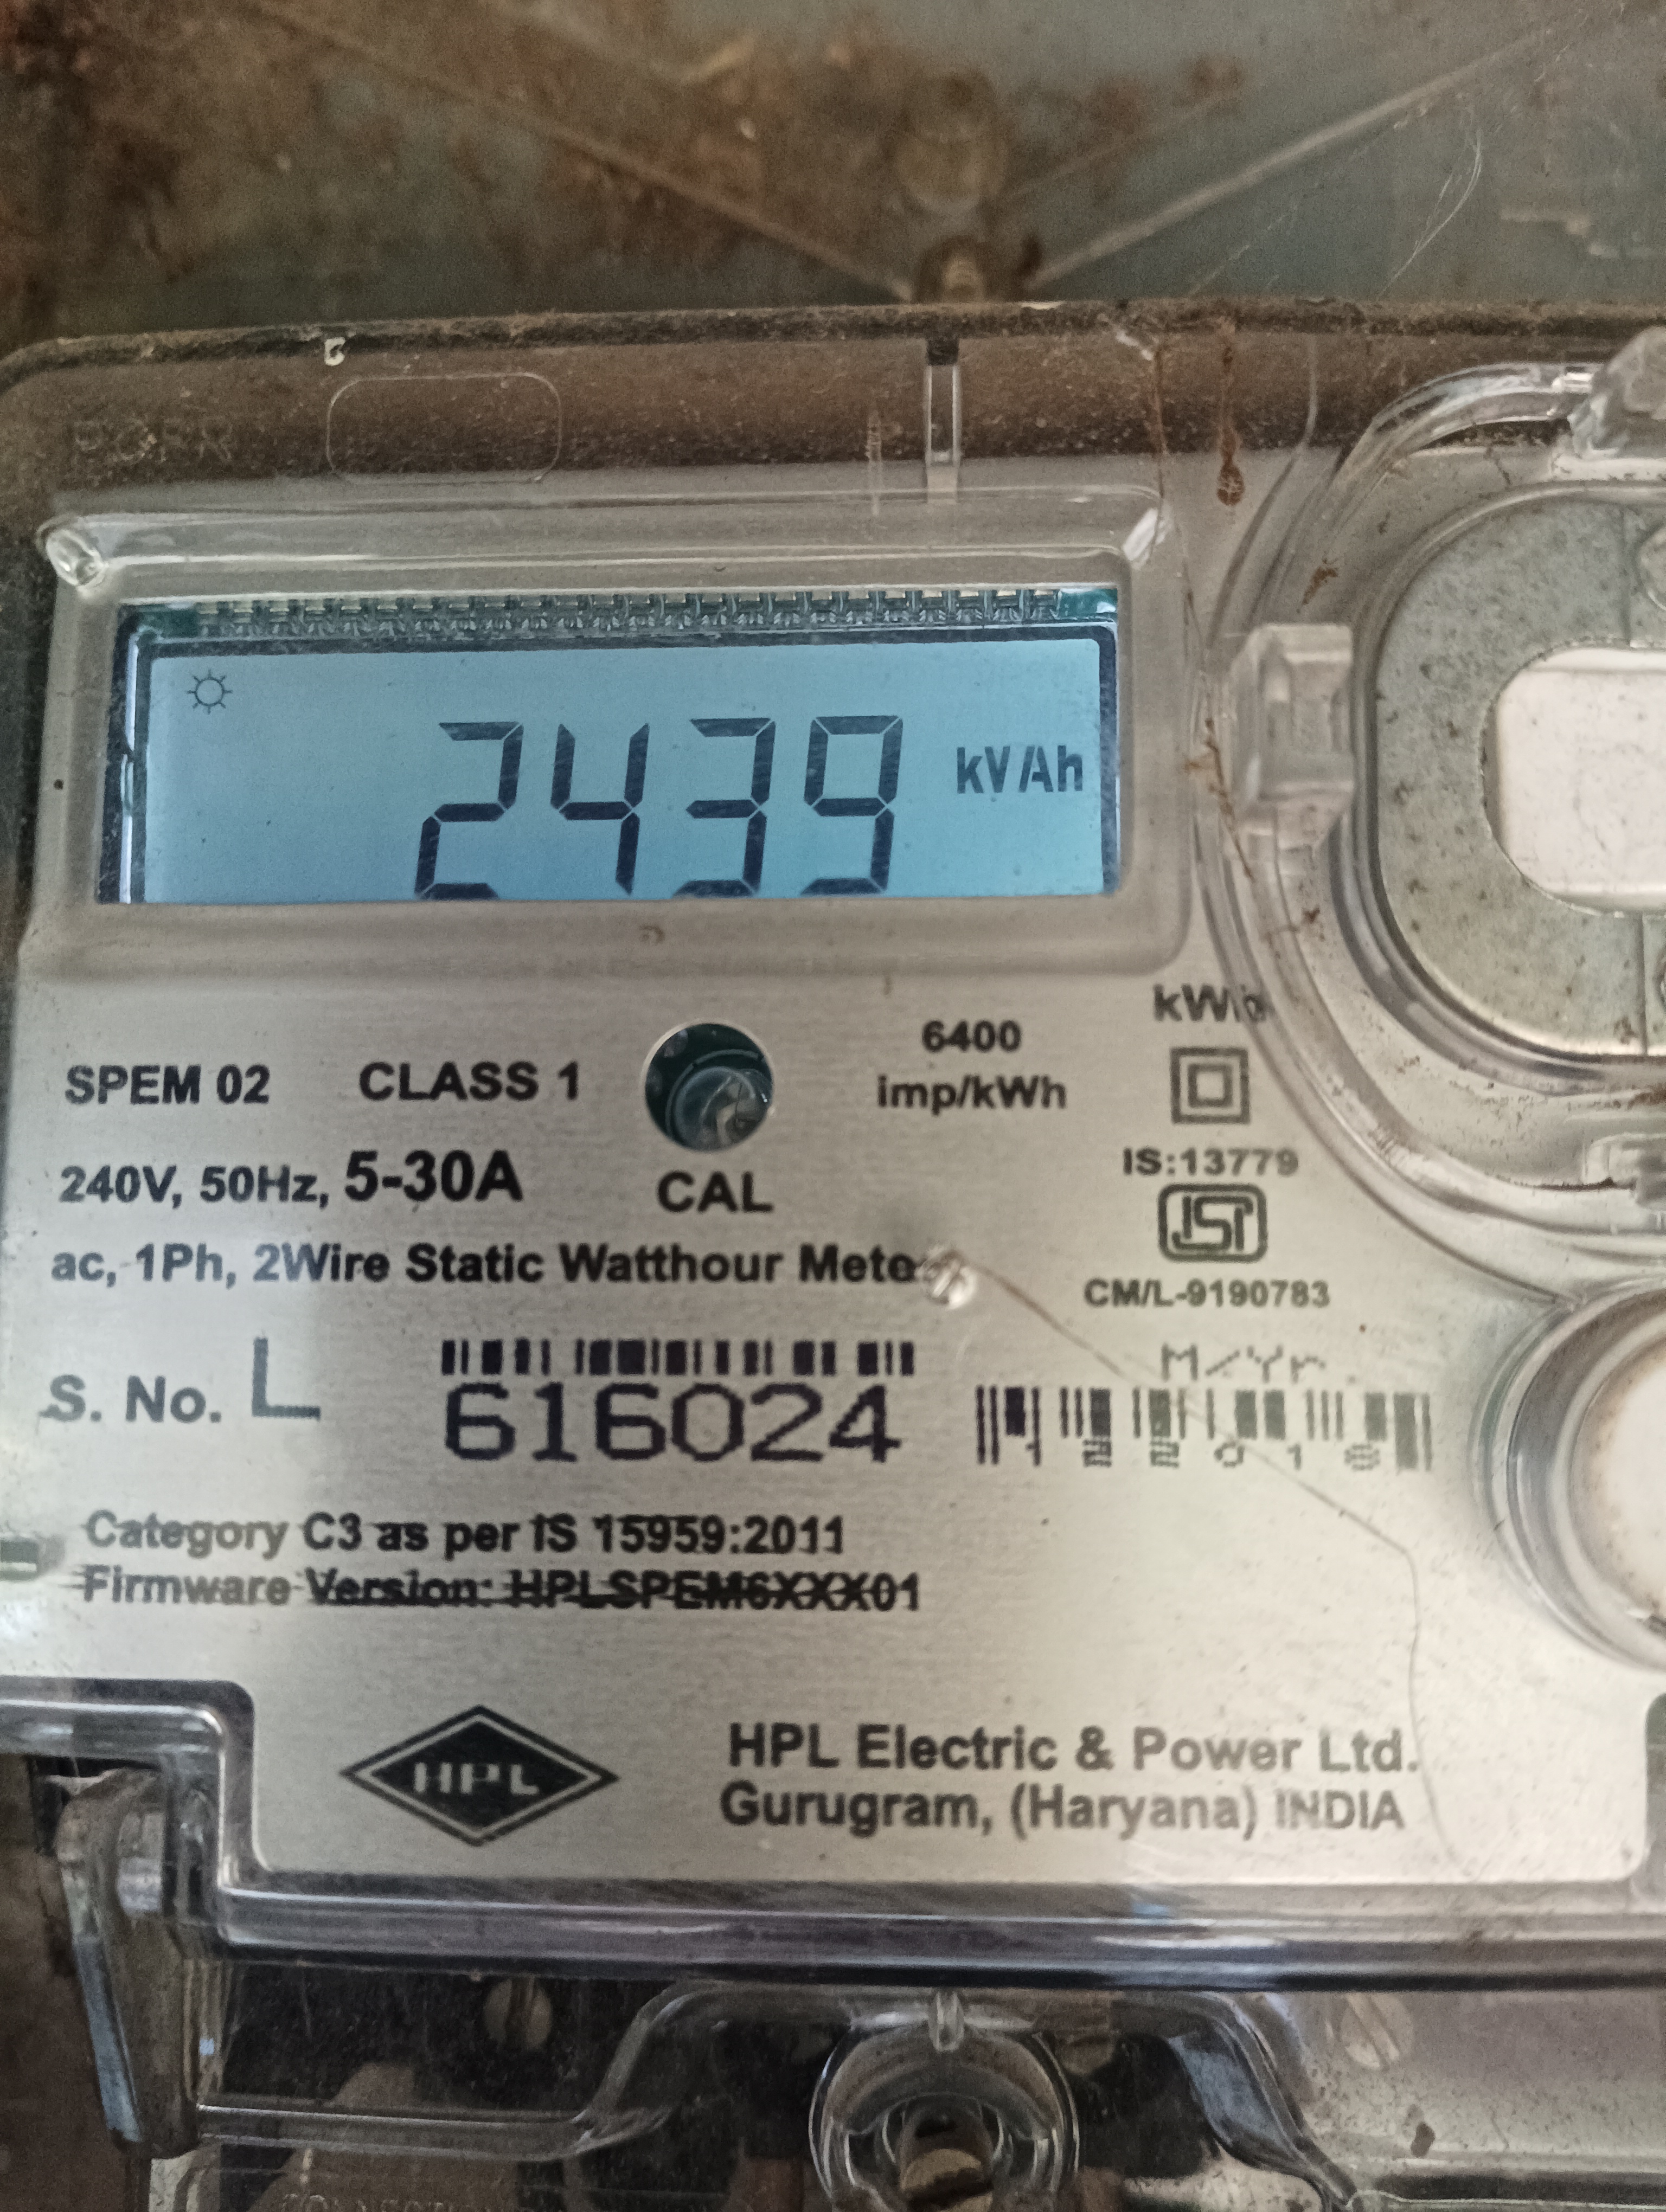 2439 kVAh
kWh
SPEM 02 CLASS 1
6400
imp/kWh
240V, 50Hz, 5-30A
CAL
IS:13779
ac, 1Ph, 2Wire Static Watthour Meter
CM/L-9190783
M/Yr
S. No. L 616024
Category C3 as per IS 15959:2011
Firmware Version: HPLSPEM6XXX01
HPL
HPL Electric & Power Ltd.
Gurugram, (Haryana) INDIA